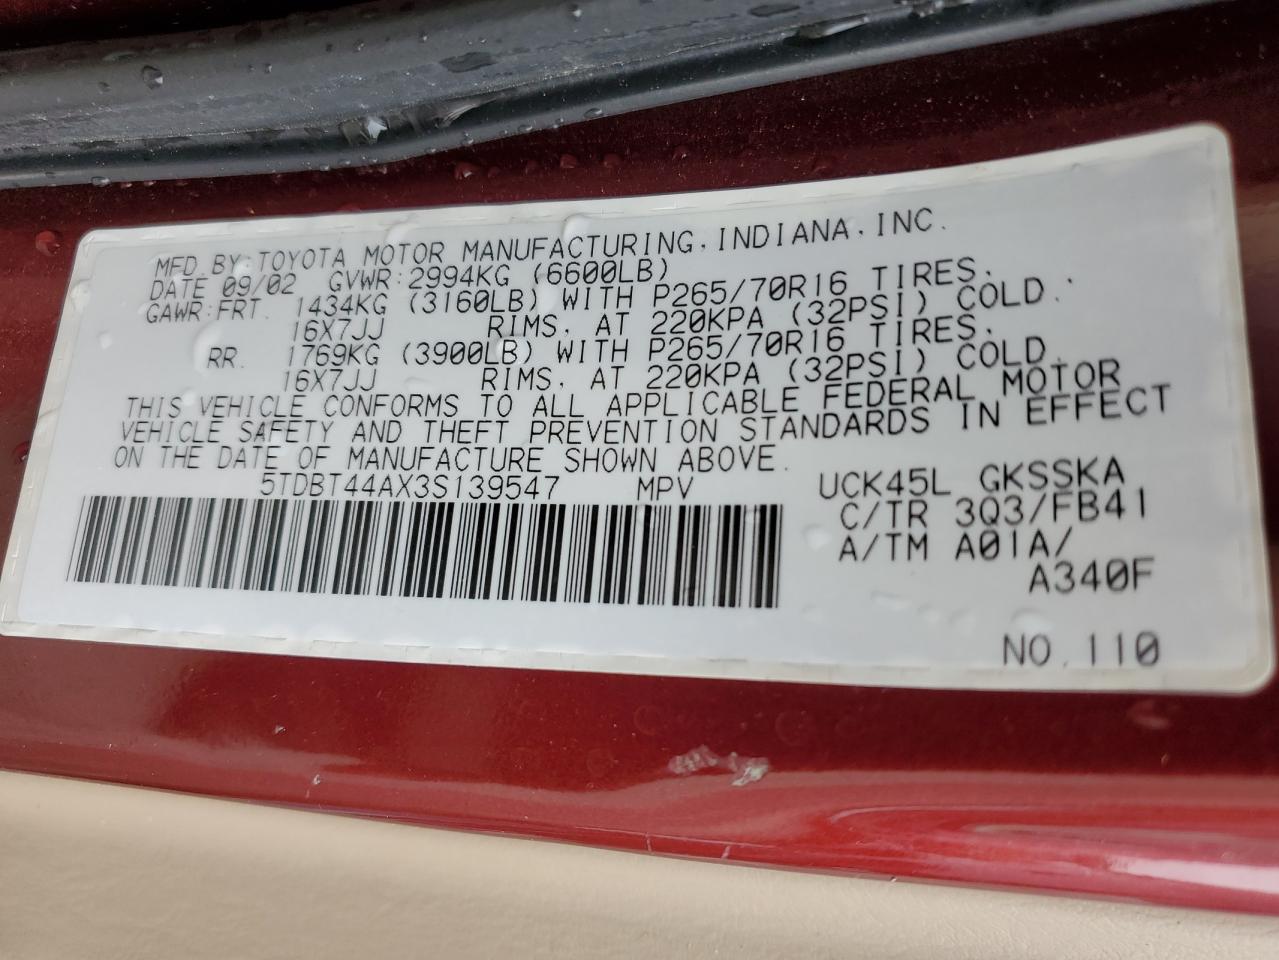 MFD. BY: TOYOTA MOTOR MANUFACTURING, INDIANA, INC.
DATE 09/02 GVWR: 2994KG (6600LB)
GAWR: FRT. 1434KG (3160LB) WITH P265/70R16 TIRES,
16X7JJ RIMS, AT 220KPA (32PSI) COLD.
RR. 1769KG (3900LB) WITH P265/70R16 TIRES,
16X7JJ RIMS, AT 220KPA (32PSI) COLD.
THIS VEHICLE CONFORMS TO ALL APPLICABLE FEDERAL MOTOR
VEHICLE SAFETY AND THEFT PREVENTION STANDARDS IN EFFECT
ON THE DATE OF MANUFACTURE SHOWN ABOVE.
5TDBT44AX3S139547 MPV UCK45L GKSSKA
C/TR 3Q3/FB41
A/TM A01A/
A340F
NO. 110